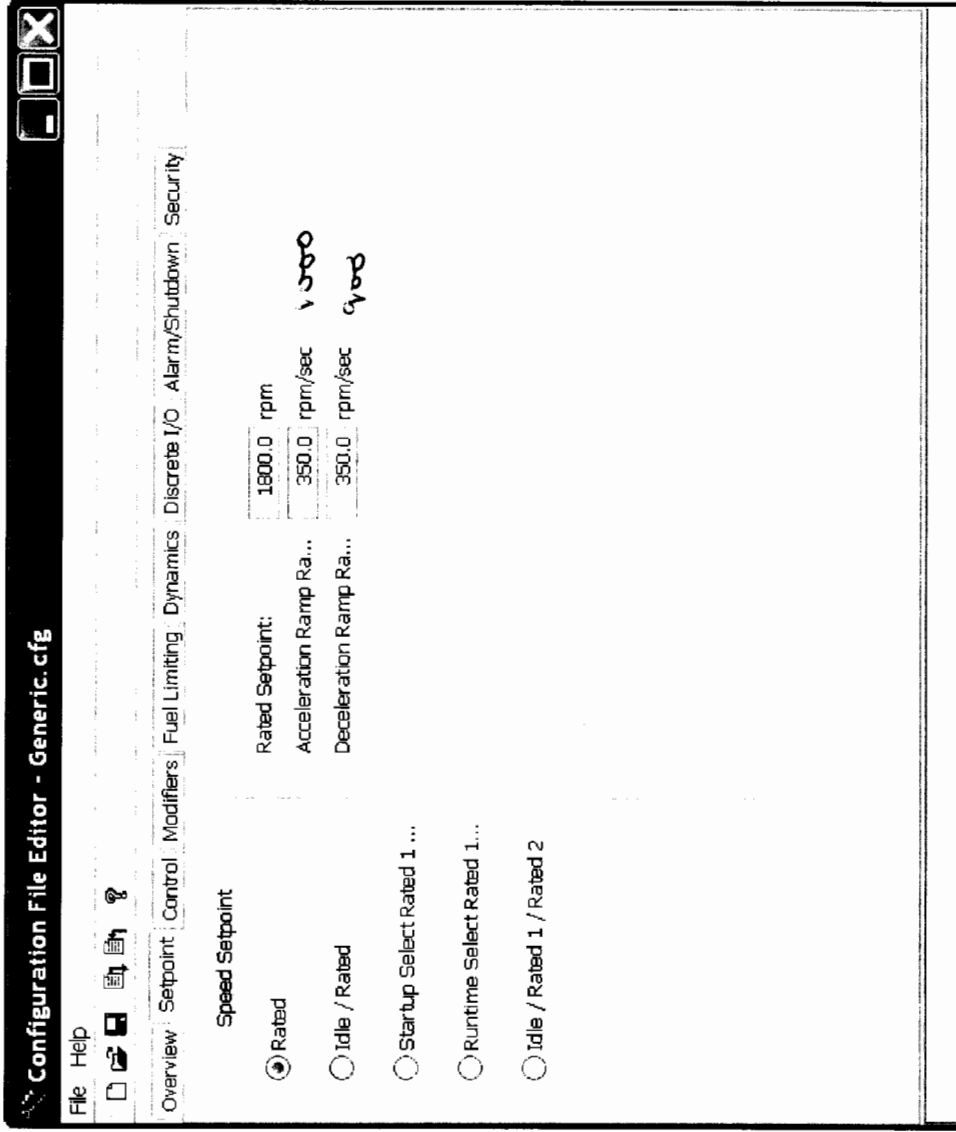 Configuration File Editor - Generic.cfg
File Help
Overview Setpoint Control Modifiers Fuel Limiting Dynamics Discrete I/O Alarm/Shutdown Security
Speed Setpoint
Rated
Idle / Rated
Startup Select Rated 1 ...
Runtime Select Rated 1...
Idle / Rated 1 / Rated 2
Rated Setpoint: 1800.0 rpm
Acceleration Ramp Ra... 350.0 rpm/sec
Deceleration Ramp Ra... 350.0 rpm/sec 900